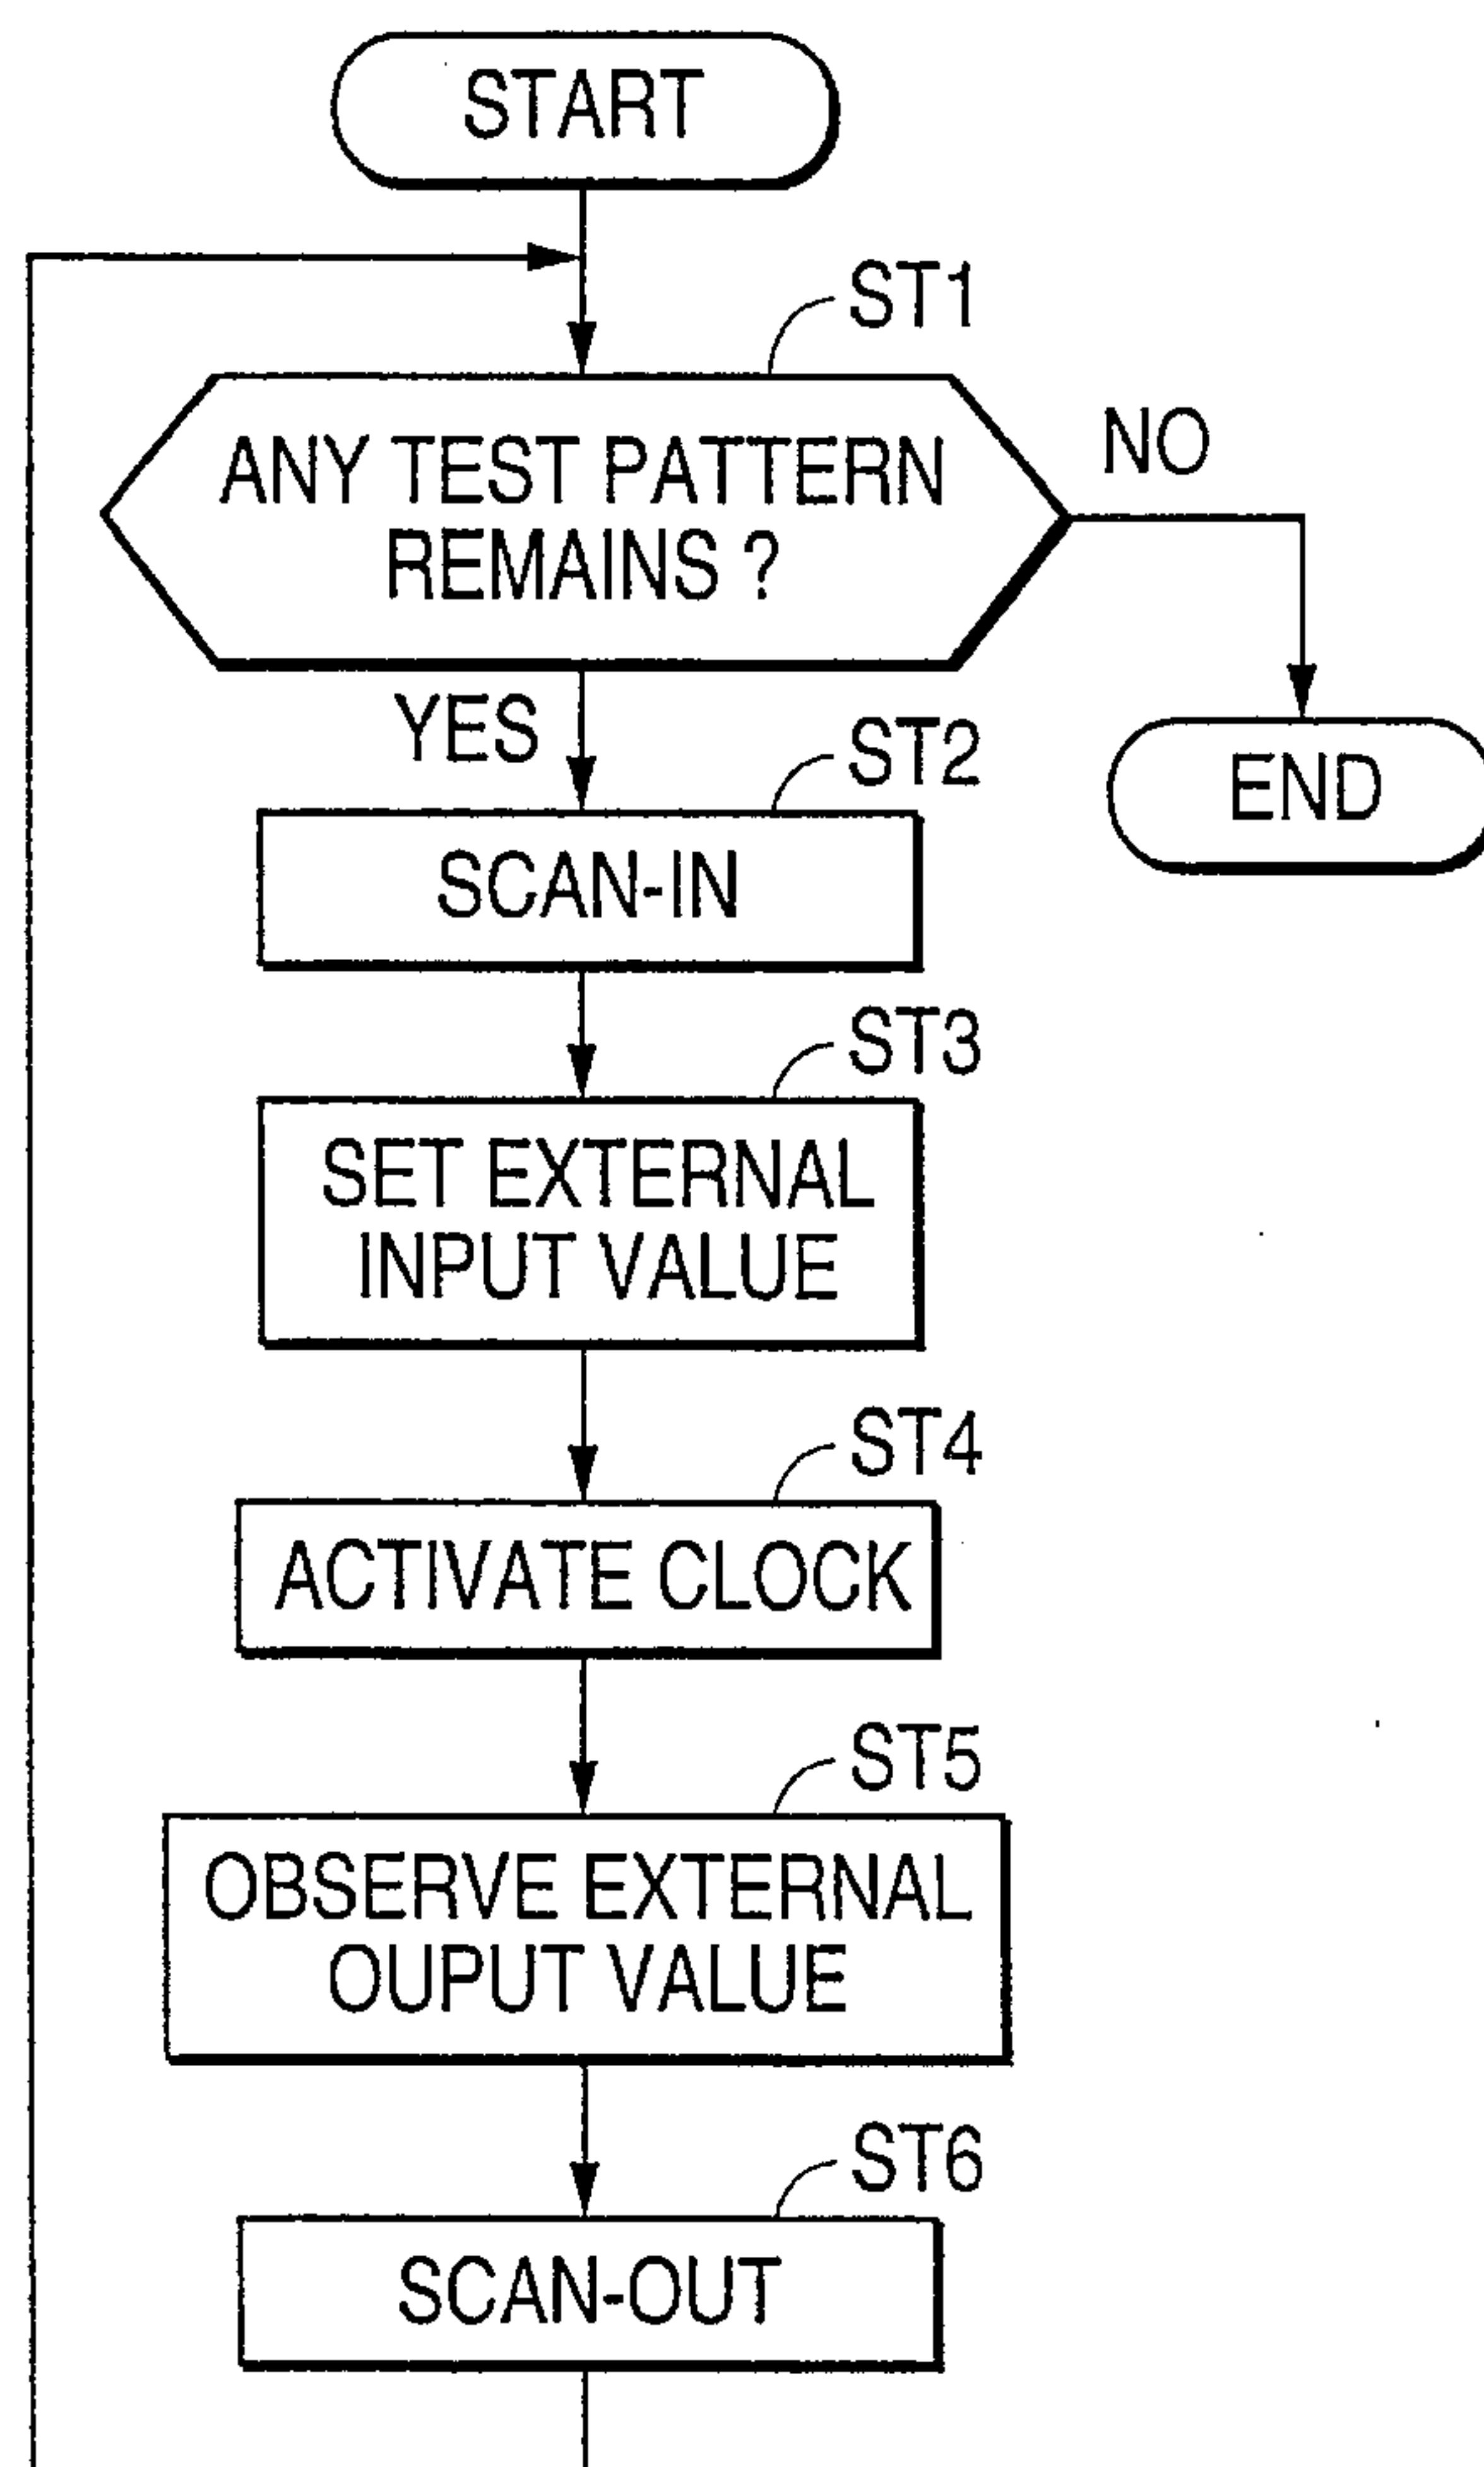 START
ST1
ANY TEST PATTERN
REMAINS ?
NO
YES
END
ST2
SCAN-IN
ST3
SET EXTERNAL
INPUT VALUE
ST4
ACTIVATE CLOCK
ST5
OBSERVE EXTERNAL
OUPUT VALUE
ST6
SCAN-OUT